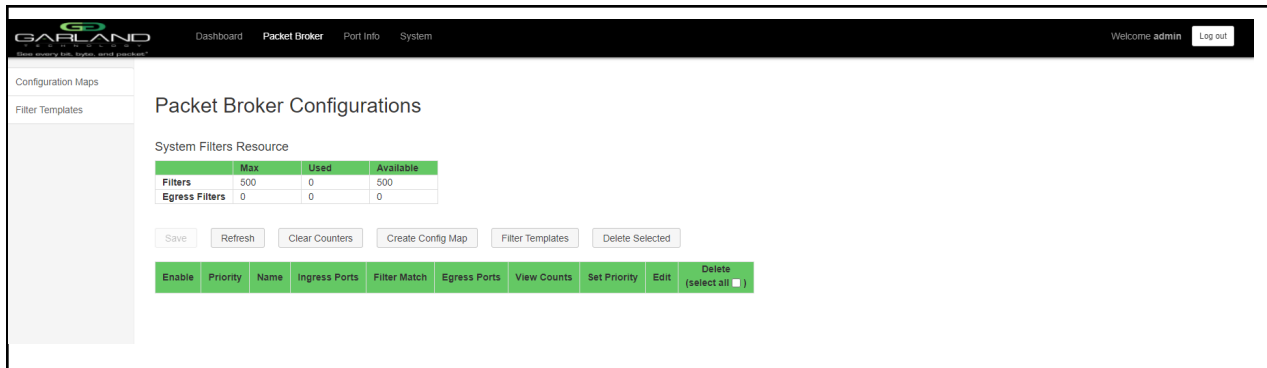 GARLAND
TECHNOLOGY
See every bit, byte, and packet®
Dashboard Packet Broker Port Info System
Welcome admin Log out
Configuration Maps
Filter Templates
Packet Broker Configurations
System Filters Resource
Max Used Available
Filters 500 0 500
Egress Filters 0 0 0
Save Refresh Clear Counters Create Config Map Filter Templates Delete Selected
Enable Priority Name Ingress Ports Filter Match Egress Ports View Counts Set Priority Edit Delete
(select all )